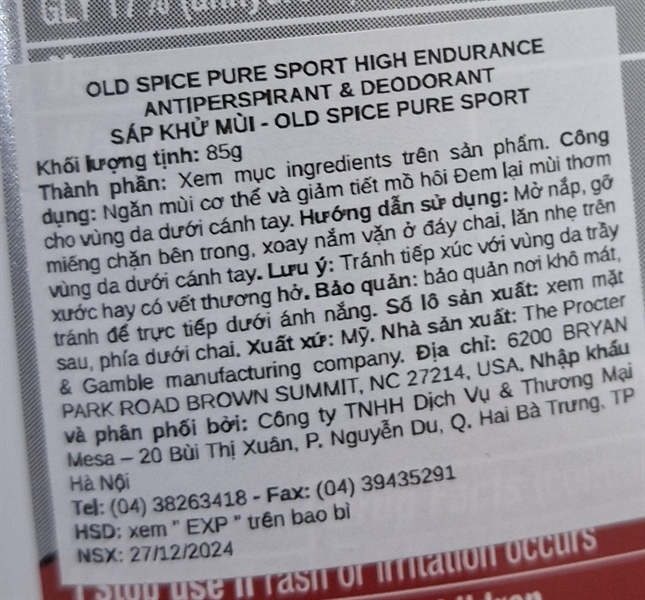 OLD SPICE PURE SPORT HIGH ENDURANCE
ANTIPERSPIRANT & DEODORANT
SÁP KHỬ MÙI - OLD SPICE PURE SPORT
Khối lượng tịnh: 85g
Thành phần: Xem mục ingredients trên sản phẩm. Công
dụng: Ngăn mùi cơ thể và giảm tiết mồ hôi Đem lại mùi thơm
cho vùng da dưới cánh tay. Hướng dẫn sử dụng: Mở nắp, gỡ
miếng chặn bên trong, xoay nắm vặn ở đáy chai, lăn nhẹ trên
vùng da dưới cánh tay. Lưu ý: Tránh tiếp xúc với vùng da trầy
xước hay có vết thương hở. Bảo quản: bảo quản nơi khô mát,
tránh để trực tiếp dưới ánh nắng. Số lô sản xuất: xem mặt
sau, phía dưới chai. Xuất xứ: Mỹ. Nhà sản xuất: The Procter
& Gamble manufacturing company. Địa chỉ: 6200 BRYAN
PARK ROAD BROWN SUMMIT, NC 27214, USA. Nhập khẩu
và phân phối bởi: Công ty TNHH Dịch Vụ & Thương Mại
Mesa – 20 Bùi Thị Xuân, P. Nguyễn Du, Q. Hai Bà Trưng, TP
Hà Nội
Tel: (04) 38263418 - Fax: (04) 39435291
HSD: xem " EXP " trên bao bì
NSX: 27/12/2024
Stop use if rash or irritation occurs